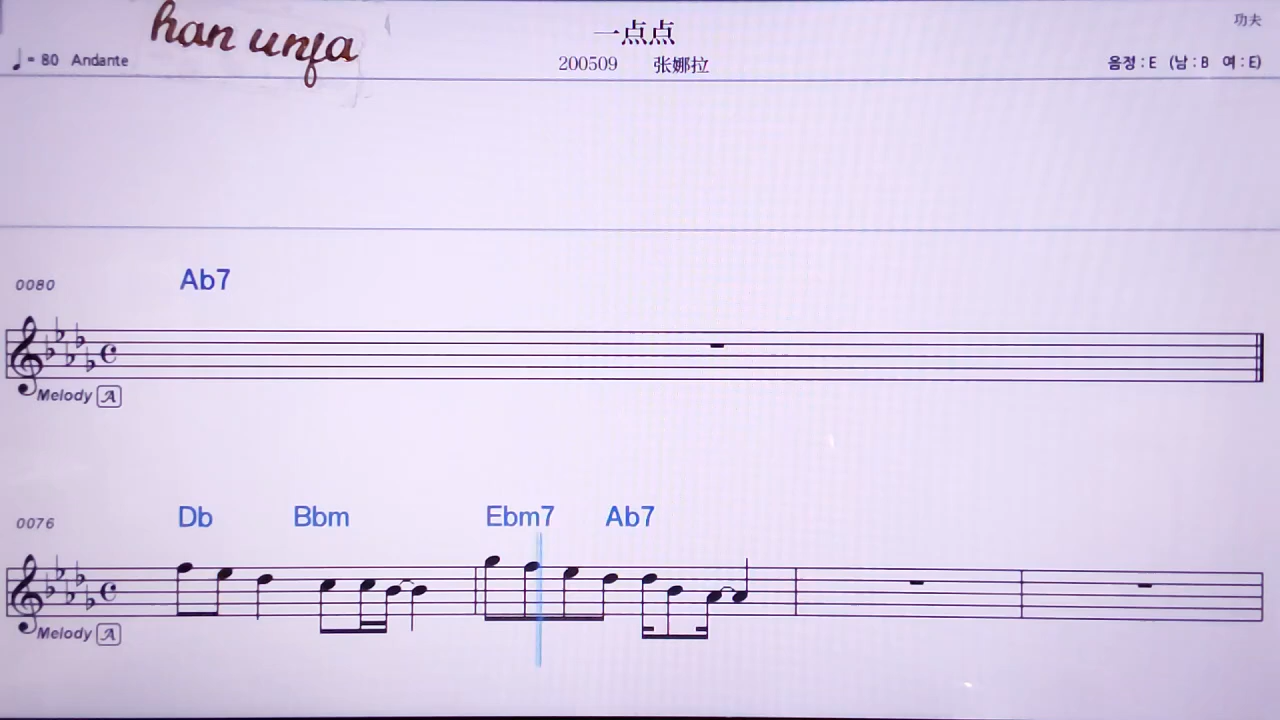 han unfa
一点点
功夫
♩= 80 Andante
200509 张娜拉
음정 : E (남 : B 여 : E)
0080
Ab7
Melody A
0076
Db Bbm Ebm7 Ab7
Melody A